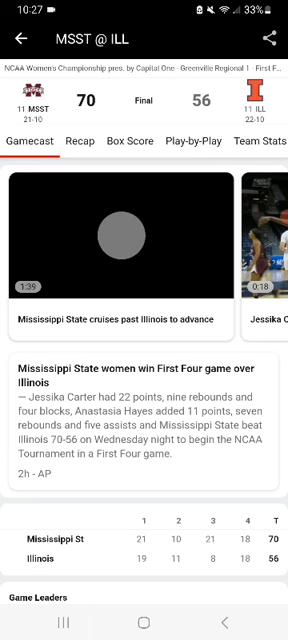 10:27 33%
MSST @ ILL
NCAA Women's Championship pres. by Capital One - Greenville Regional 1 - First F...
70 Final 56
11 MSST 11 ILL
21-10 22-10
Gamecast Recap Box Score Play-by-Play Team Stats
1:39 0:18
Mississippi State cruises past Illinois to advance Jessika C
Mississippi State women win First Four game over
Illinois
— Jessika Carter had 22 points, nine rebounds and
four blocks, Anastasia Hayes added 11 points, seven
rebounds and five assists and Mississippi State beat
Illinois 70-56 on Wednesday night to begin the NCAA
Tournament in a First Four game.
2h - AP
1 2 3 4 T
Mississippi St 21 10 21 18 70
Illinois 19 11 8 18 56
Game Leaders